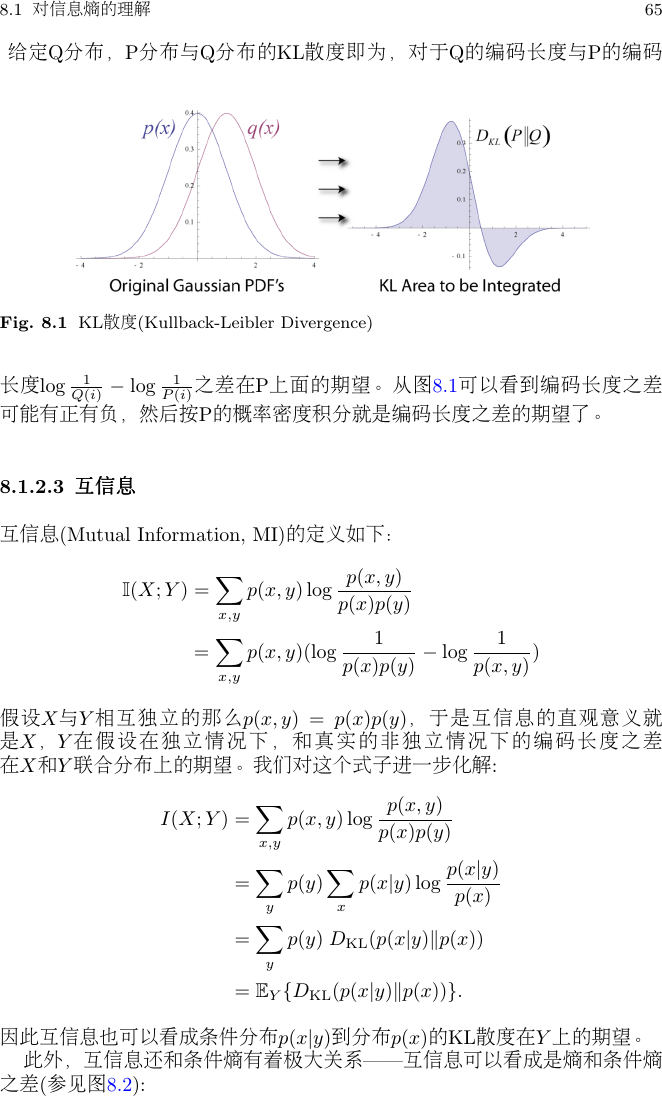 8.1 对信息熵的理解 65
给定Q分布，P分布与Q分布的KL散度即为，对于Q的编码长度与P的编码
p(x) q(x)
0.4
0.3
0.2
0.1
- 4 - 2 0 2 4
Original Gaussian PDF's
D_{KL}(P‖Q)
0.3
0.2
0.1
- 4 - 2 2 4
- 0.1
KL Area to be Integrated
Fig. 8.1 KL散度(Kullback-Leibler Divergence)
长度log \frac{1}{Q(i)} − log \frac{1}{P(i)}之差在P上面的期望。从图8.1可以看到编码长度之差
可能有正有负，然后按P的概率密度积分就是编码长度之差的期望了。
8.1.2.3 互信息
互信息(Mutual Information, MI)的定义如下：
𝕀(X; Y) = \sum_{x,y} p(x, y) log \frac{p(x, y)}{p(x)p(y)}
= \sum_{x,y} p(x, y)(log \frac{1}{p(x)p(y)} − log \frac{1}{p(x, y)})
假设X与Y相互独立的那么p(x, y) = p(x)p(y)，于是互信息的直观意义就
是X，Y在假设在独立情况下，和真实的非独立情况下的编码长度之差
在X和Y联合分布上的期望。我们对这个式子进一步化解:
I(X; Y) = \sum_{x,y} p(x, y) log \frac{p(x, y)}{p(x)p(y)}
= \sum_{y} p(y) \sum_{x} p(x|y) log \frac{p(x|y)}{p(x)}
= \sum_{y} p(y) D_{KL}(p(x|y)‖p(x))
= 𝔼_Y{D_{KL}(p(x|y)‖p(x))}.
因此互信息也可以看成条件分布p(x|y)到分布p(x)的KL散度在Y上的期望。
此外，互信息还和条件熵有着极大关系——互信息可以看成是熵和条件熵
之差(参见图8.2)：